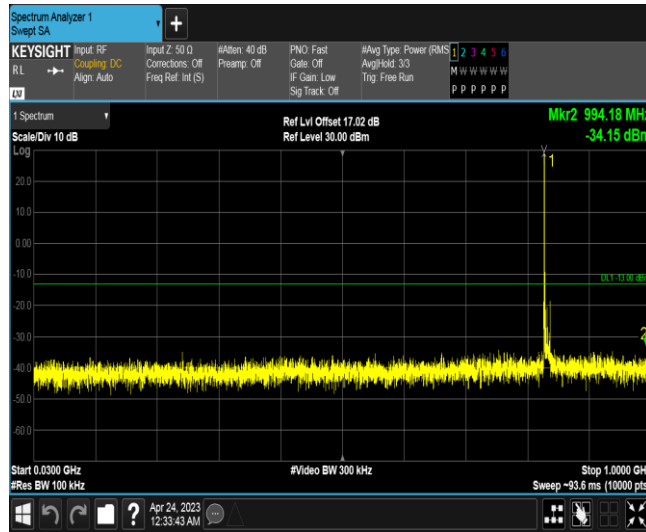 Spectrum Analyzer 1
Swept SA
KEYSIGHT
RL
LXI
Input: RF
Coupling: DC
Align: Auto
Input Z: 50 Ω
Corrections: Off
Freq Ref: Int (S)
#Atten: 40 dB
Preamp: Off
PNO: Fast
Gate: Off
IF Gain: Low
Sig Track: Off
#Avg Type: Power (RMS
Avg|Hold: 3/3
Trig: Free Run
1 2 3 4 5 6
M W W W W W
P P P P P P
1 Spectrum
Scale/Div 10 dB
Log
Ref Lvl Offset 17.02 dB
Ref Level 30.00 dBm
Mkr2 994.18 MHz
-34.15 dBm
1
20.0
10.0
0.00
-10.0
DL1 -13.00 dBm
-20.0
-30.0
2
-40.0
-50.0
-60.0
Start 0.0300 GHz
#Res BW 100 kHz
#Video BW 300 kHz
Stop 1.0000 GH
Sweep ~93.6 ms (10000 pts
?
Apr 24, 2023
12:33:43 AM